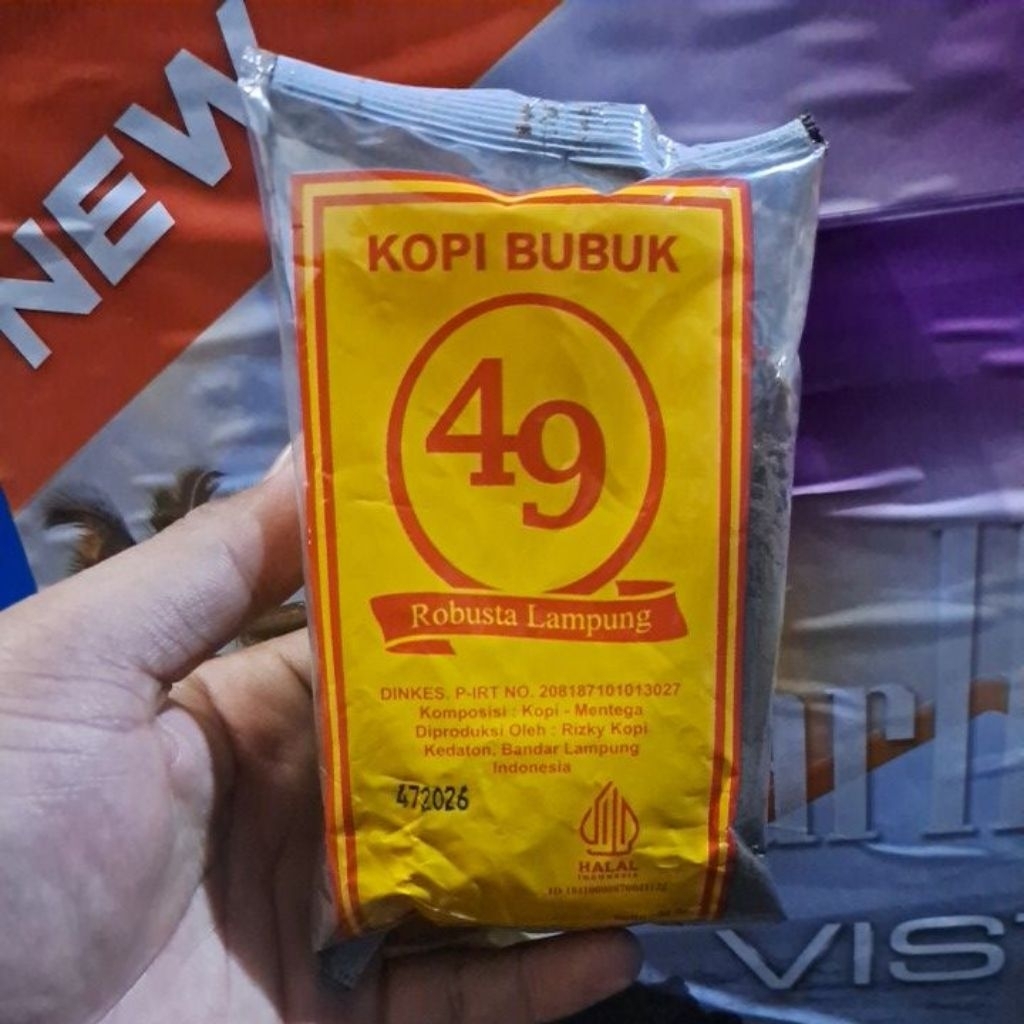 NEW
KOPI BUBUK
49
Robusta Lampung
DINKES. P-IRT NO. 208187101013027
Komposisi : Kopi - Mentega
Diproduksi Oleh : Rizky Kopi
Kedaton, Bandar Lampung
Indonesia
472026
HALAL
INDONESIA
VIS